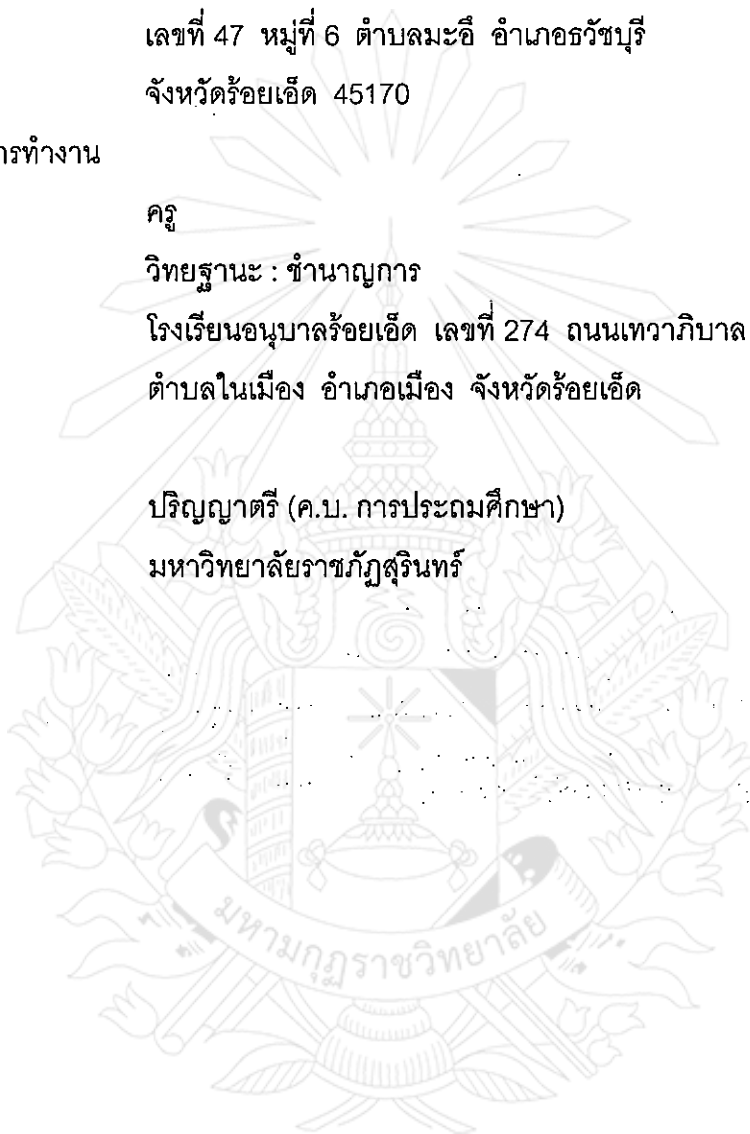 เลขที่ 47 หมู่ที่ 6 ตำบลมะอึ อำเภอธวัชบุรี
จังหวัดร้อยเอ็ด 45170
ารทำงาน
ครู
วิทยฐานะ : ชำนาญการ
โรงเรียนอนุบาลร้อยเอ็ด เลขที่ 274 ถนนเทวาภิบาล
ตำบลในเมือง อำเภอเมือง จังหวัดร้อยเอ็ด
ปริญญาตรี (ค.บ. การประถมศึกษา)
มหาวิทยาลัยราชภัฏสุรินทร์
มหามกุฏราชวิทยาลัย